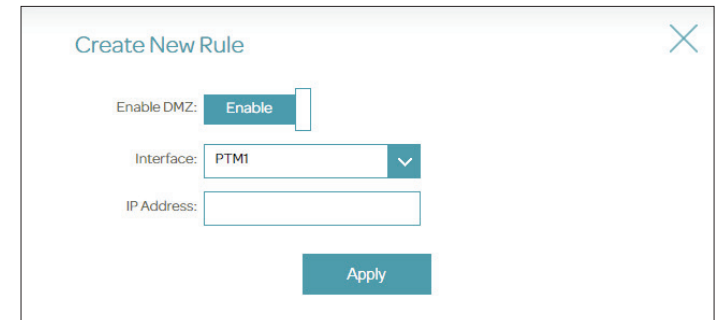 Create New Rule
Enable DMZ: Enable
Interface: PTM1
IP Address:
Apply